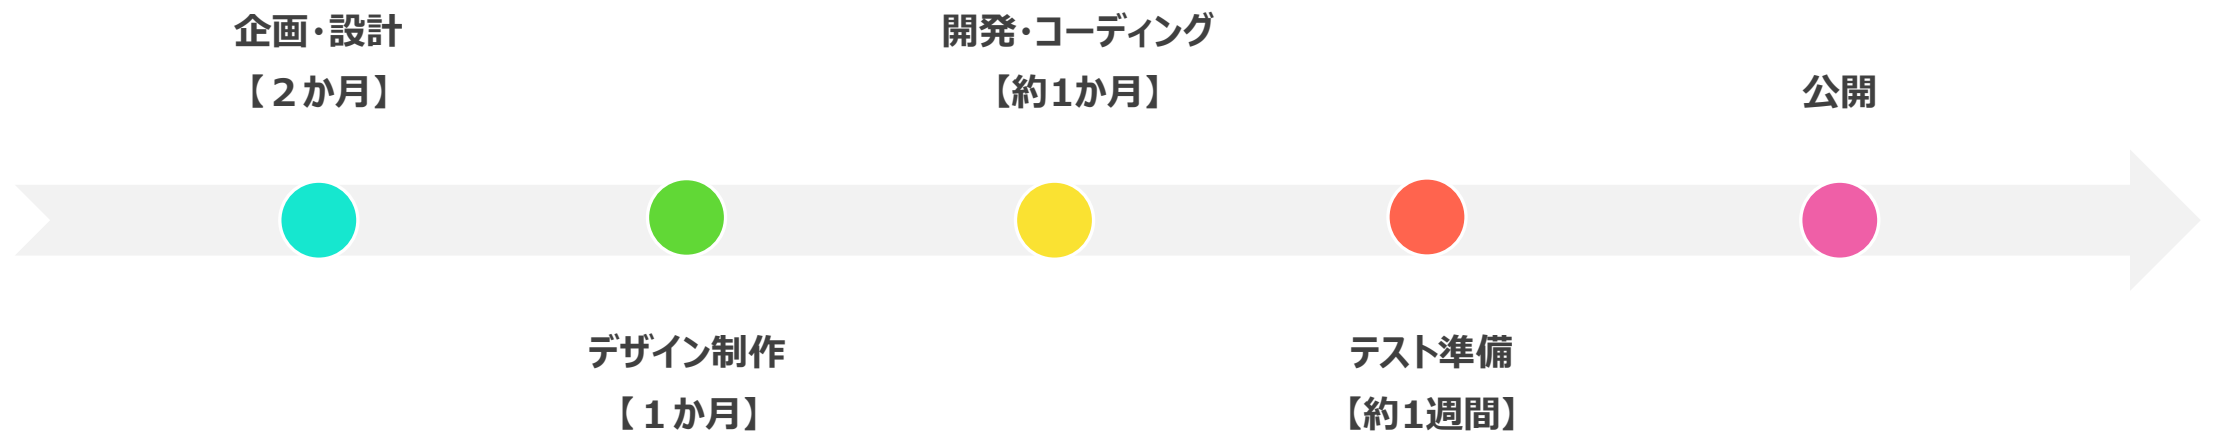 企画・設計
【２か月】
デザイン制作
【１か月】
開発・コーディング
【約1か月】
テスト準備
【約1週間】
公開